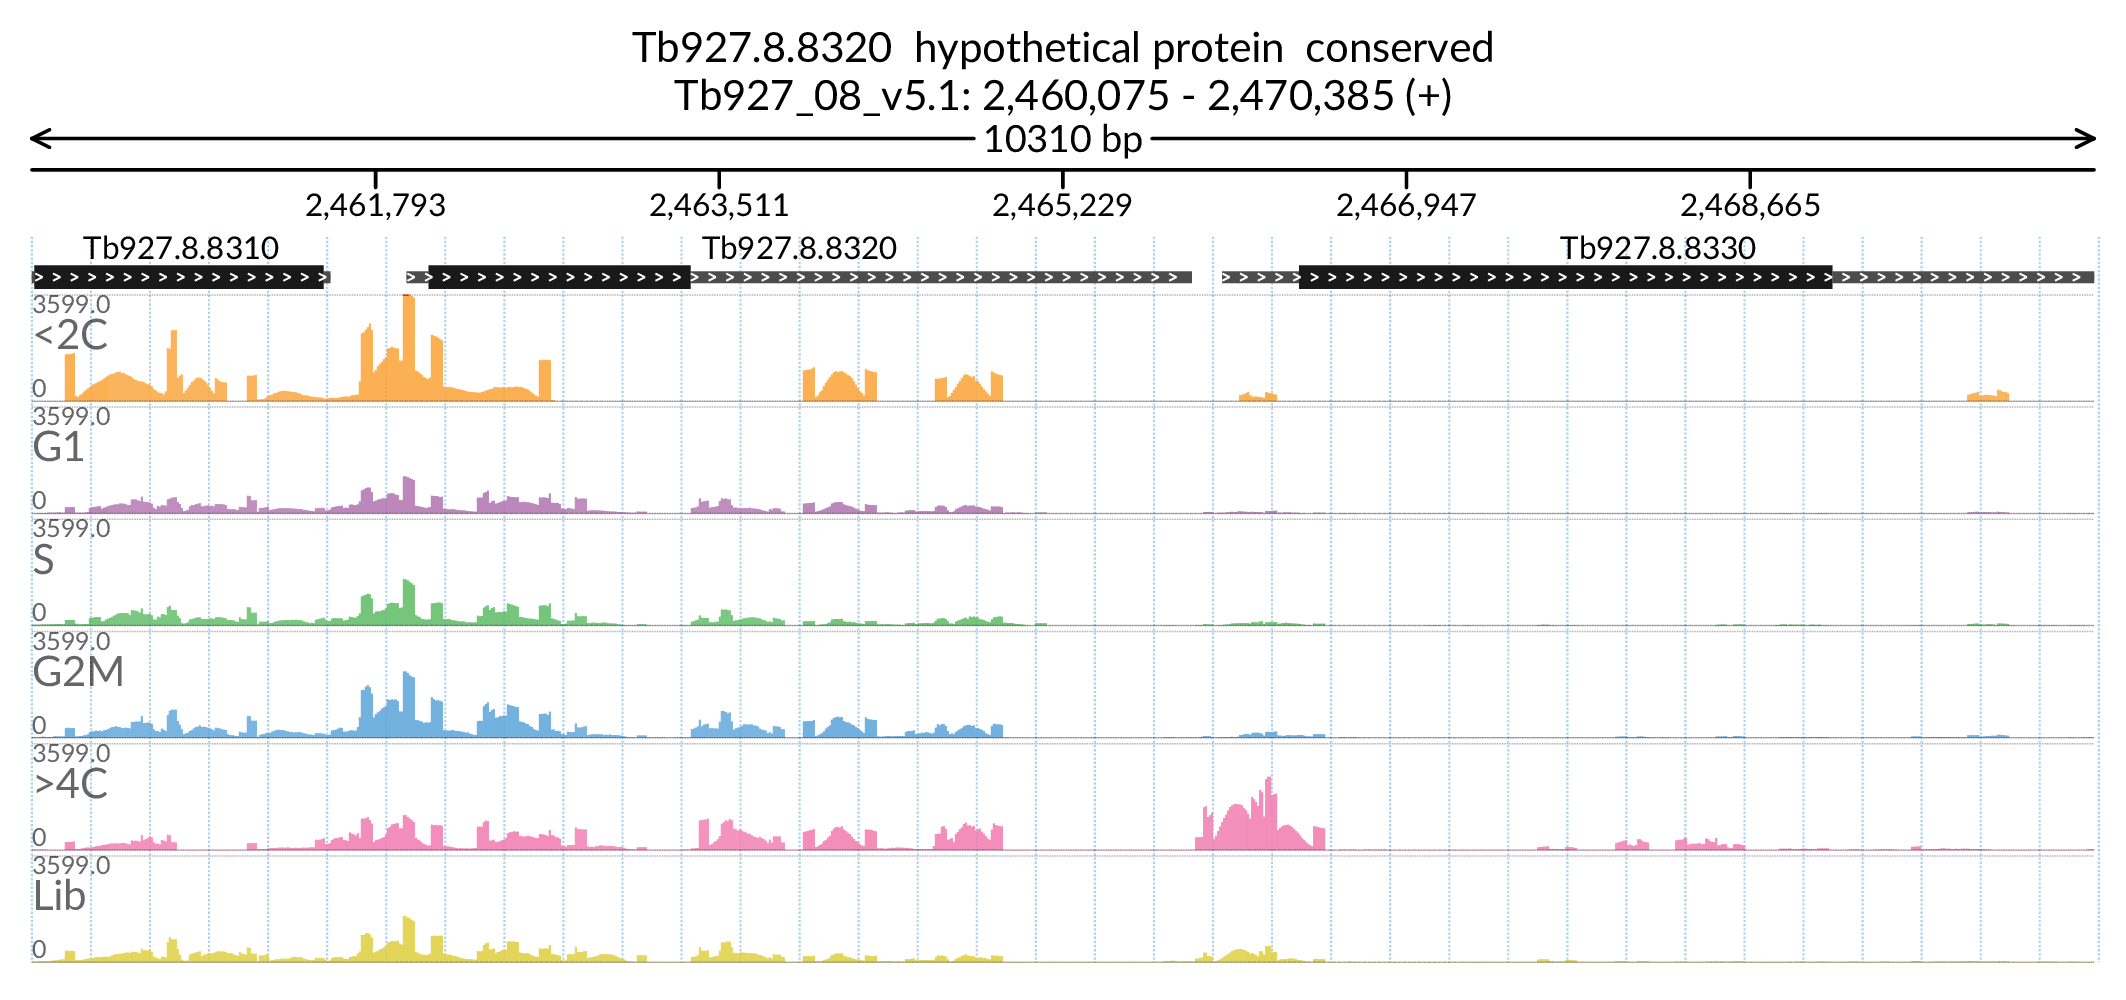 Tb927.8.8320  hypothetical protein  conserved
Tb927_08_v5.1: 2,460,075 - 2,470,385 (+)
10310 bp
2,461,793 2,463,511 2,465,229 2,466,947 2,468,665
Tb927.8.8310 Tb927.8.8320 Tb927.8.8330
3599.0
<2C
0
3599.0
G1
0
3599.0
S
0
3599.0
G2M
0
3599.0
>4C
0
3599.0
Lib
0